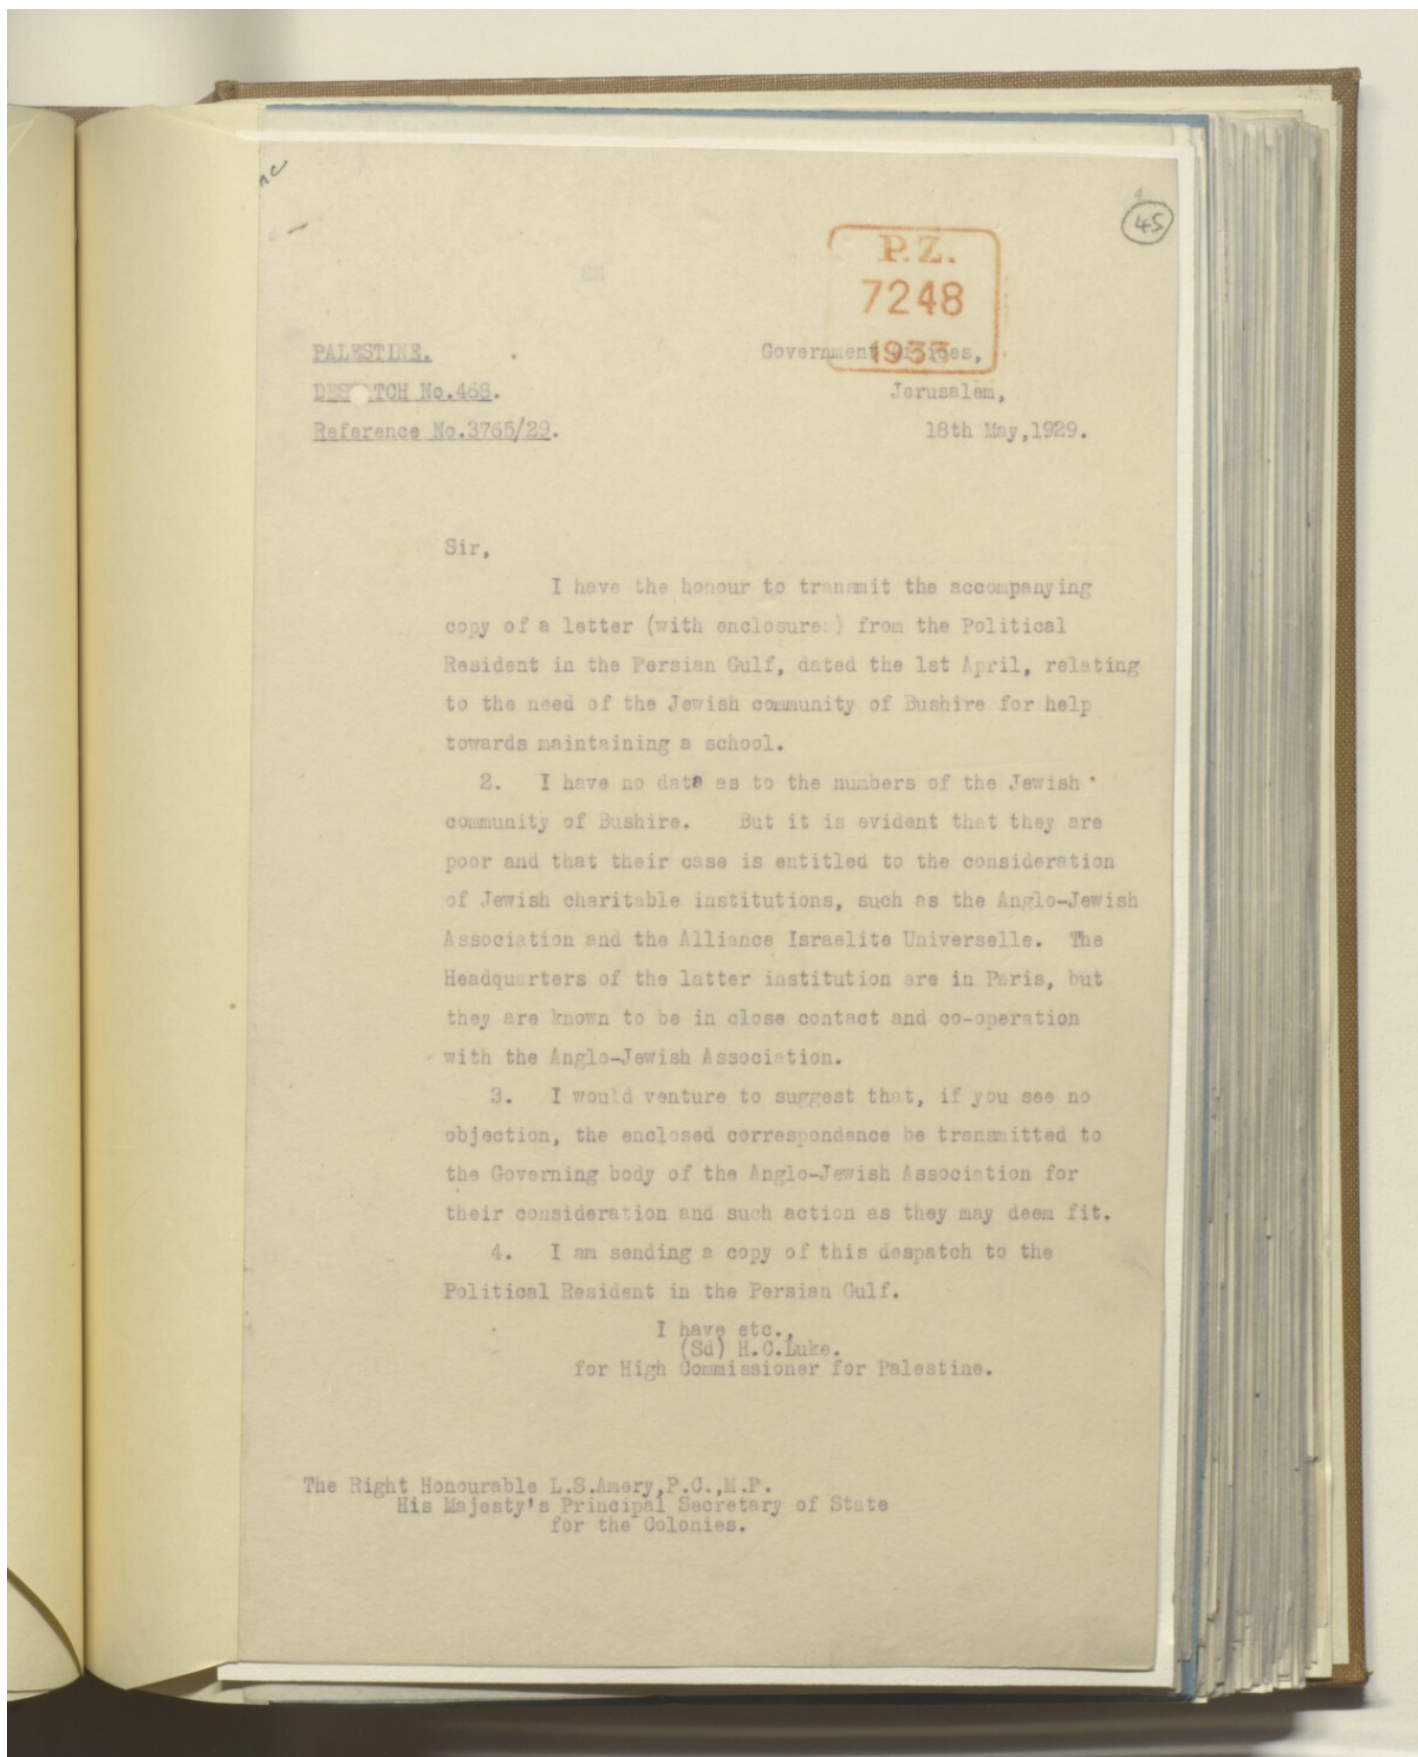 45
P.Z.
7248
1933
PALESTINE.
Government Offices,
DESPATCH No.468.
Jerusalem,
Reference No.3765/29.
18th May,1929.
Sir,
I have the honour to transmit the accompanying
copy of a letter (with enclosures) from the Political
Resident in the Persian Gulf, dated the 1st April, relating
to the need of the Jewish community of Bushire for help
towards maintaining a school.
2. I have no data as to the numbers of the Jewish
community of Bushire. But it is evident that they are
poor and that their case is entitled to the consideration
of Jewish charitable institutions, such as the Anglo-Jewish
Association and the Alliance Israelite Universelle. The
Headquarters of the latter institution are in Paris, but
they are known to be in close contact and co-operation
with the Anglo-Jewish Association.
3. I would venture to suggest that, if you see no
objection, the enclosed correspondence be transmitted to
the Governing body of the Anglo-Jewish Association for
their consideration and such action as they may deem fit.
4. I am sending a copy of this despatch to the
Political Resident in the Persian Gulf.
I have etc.,
(Sd) H.C.Luke.
for High Commissioner for Palestine.
The Right Honourable L.S.Amery,P.C.,M.P.
His Majesty's Principal Secretary of State
for the Colonies.